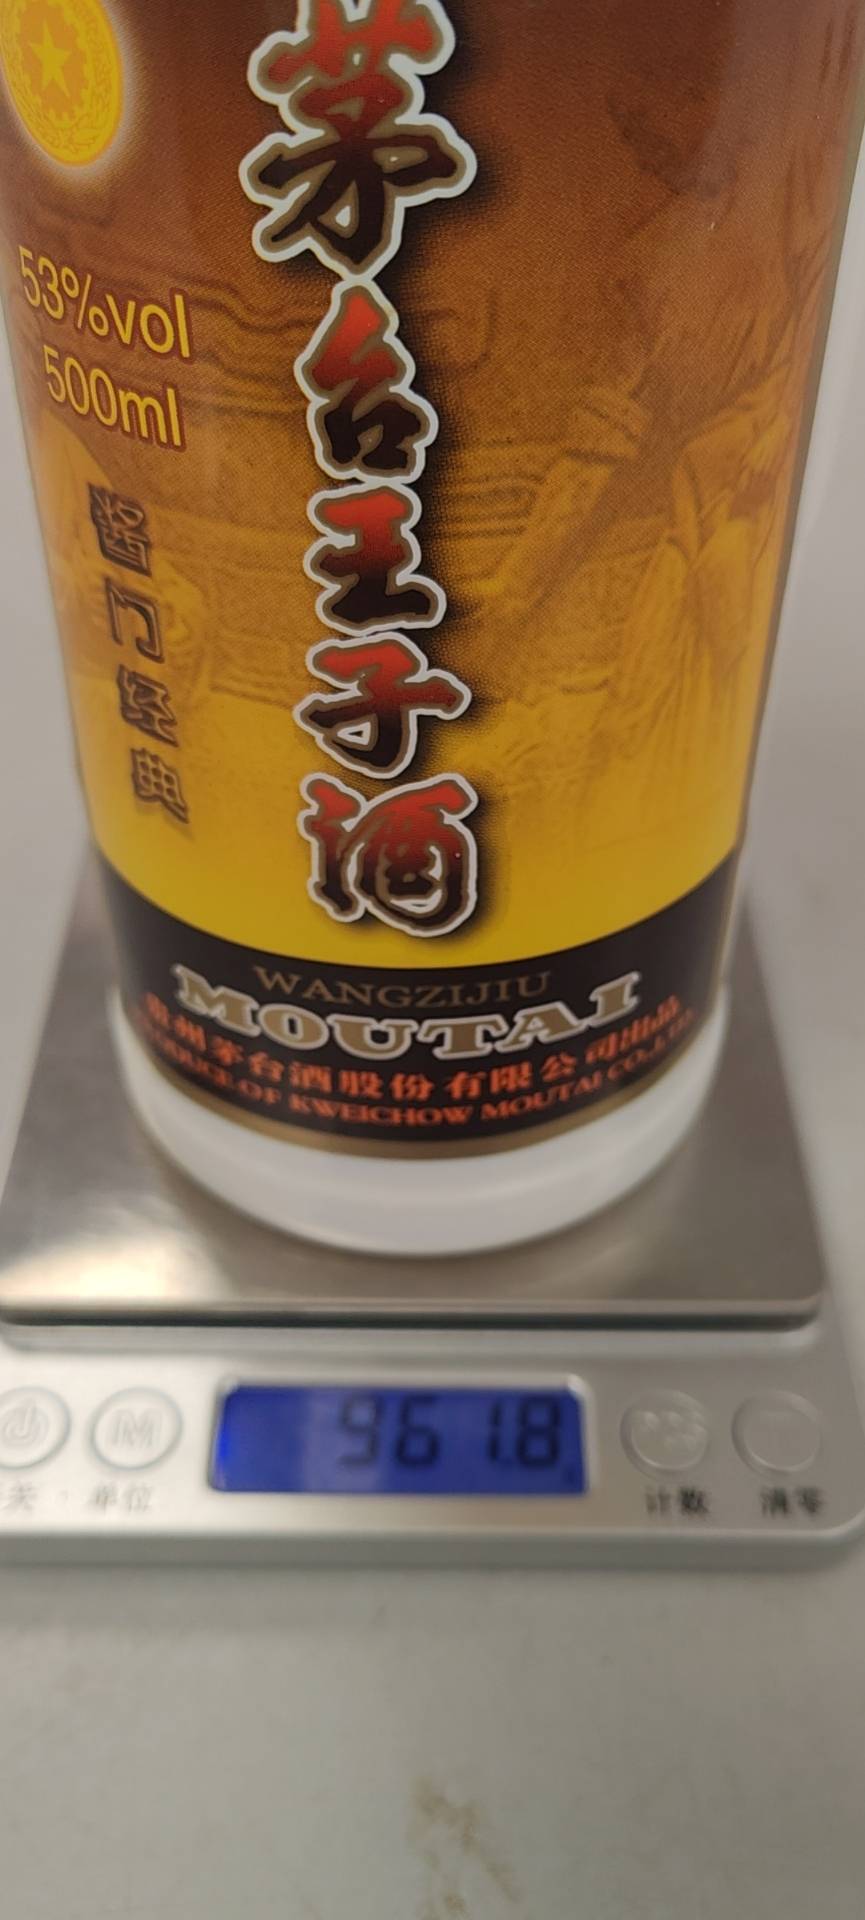 茅台王子酒
53%vol
500ml
酱门经典
WANGZIJIU
MOUTAI
贵州茅台酒股份有限公司出品
PRODUCE OF KWEICHOW MOUTAI CO.,LTD.
961.8
M
单位
计数
清零